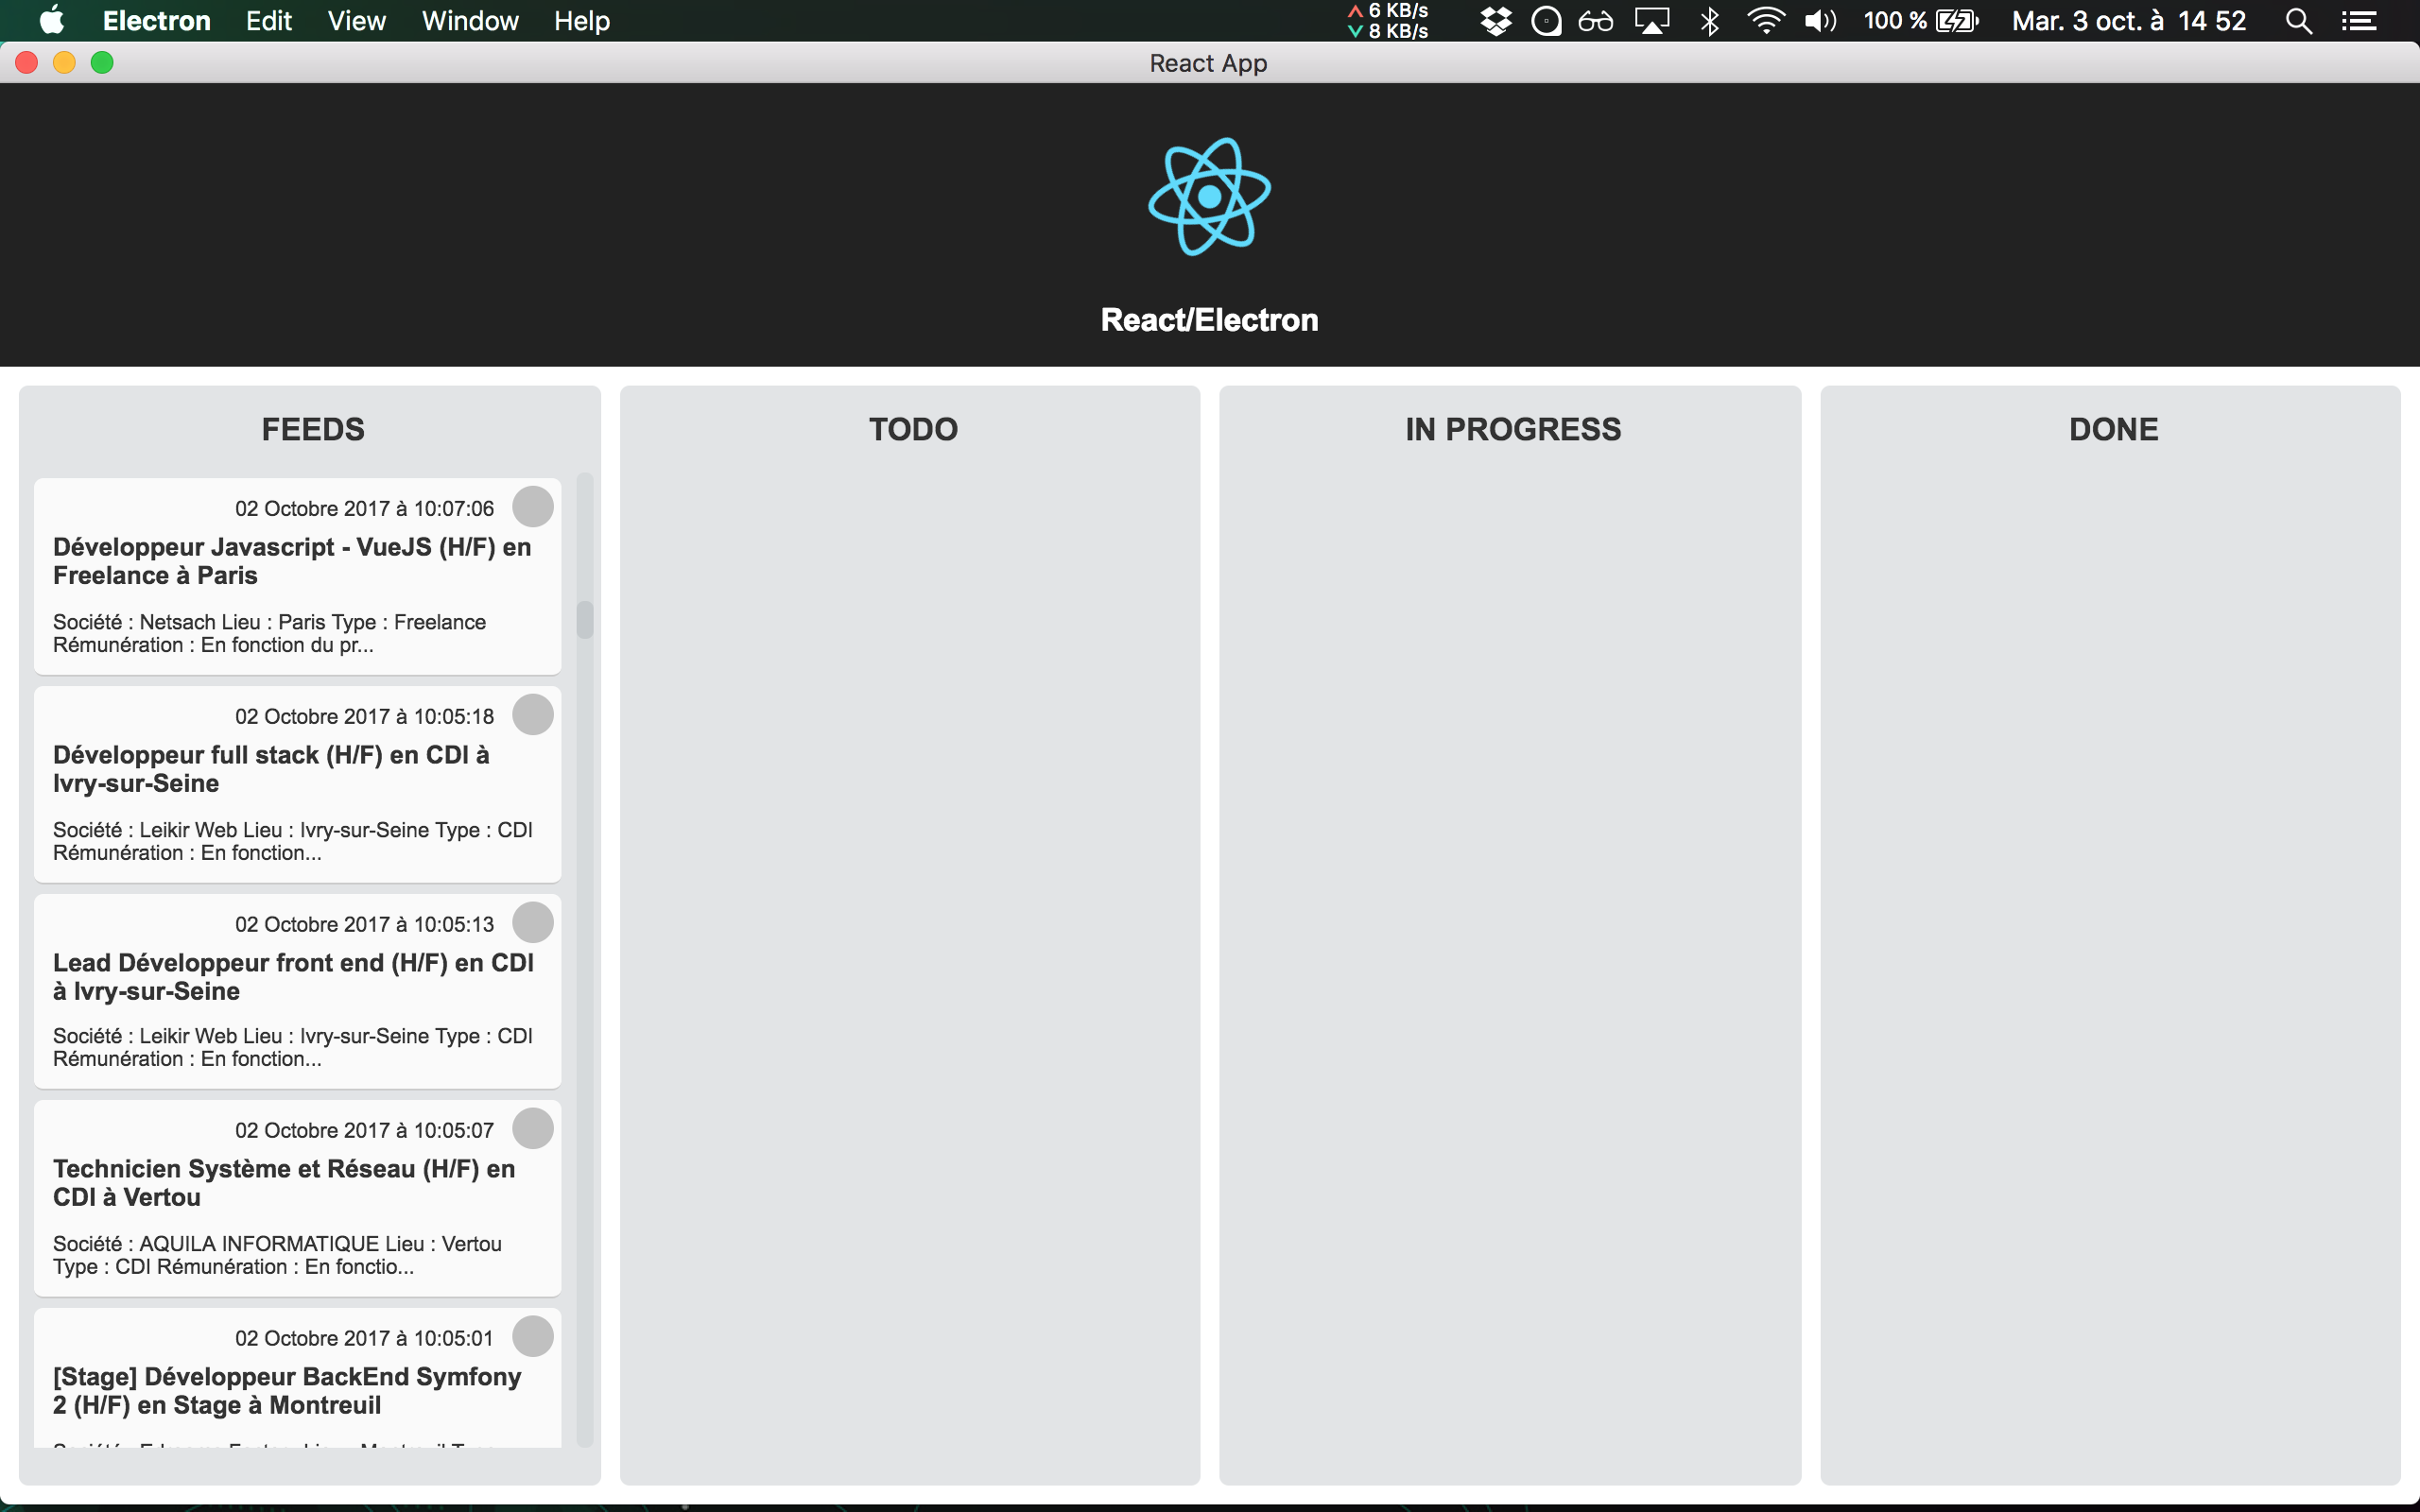 Electron Edit View Window Help 6 KB/s 8 KB/s 100 % Mar. 3 oct. à 14 52
React App
React/Electron
FEEDS
02 Octobre 2017 à 10:07:06
Développeur Javascript - VueJS (H/F) en
Freelance à Paris
Société : Netsach Lieu : Paris Type : Freelance
Rémunération : En fonction du pr...
02 Octobre 2017 à 10:05:18
Développeur full stack (H/F) en CDI à
Ivry-sur-Seine
Société : Leikir Web Lieu : Ivry-sur-Seine Type : CDI
Rémunération : En fonction...
02 Octobre 2017 à 10:05:13
Lead Développeur front end (H/F) en CDI
à Ivry-sur-Seine
Société : Leikir Web Lieu : Ivry-sur-Seine Type : CDI
Rémunération : En fonction...
02 Octobre 2017 à 10:05:07
Technicien Système et Réseau (H/F) en
CDI à Vertou
Société : AQUILA INFORMATIQUE Lieu : Vertou
Type : CDI Rémunération : En fonctio...
02 Octobre 2017 à 10:05:01
[Stage] Développeur BackEnd Symfony
2 (H/F) en Stage à Montreuil
TODO
IN PROGRESS
DONE